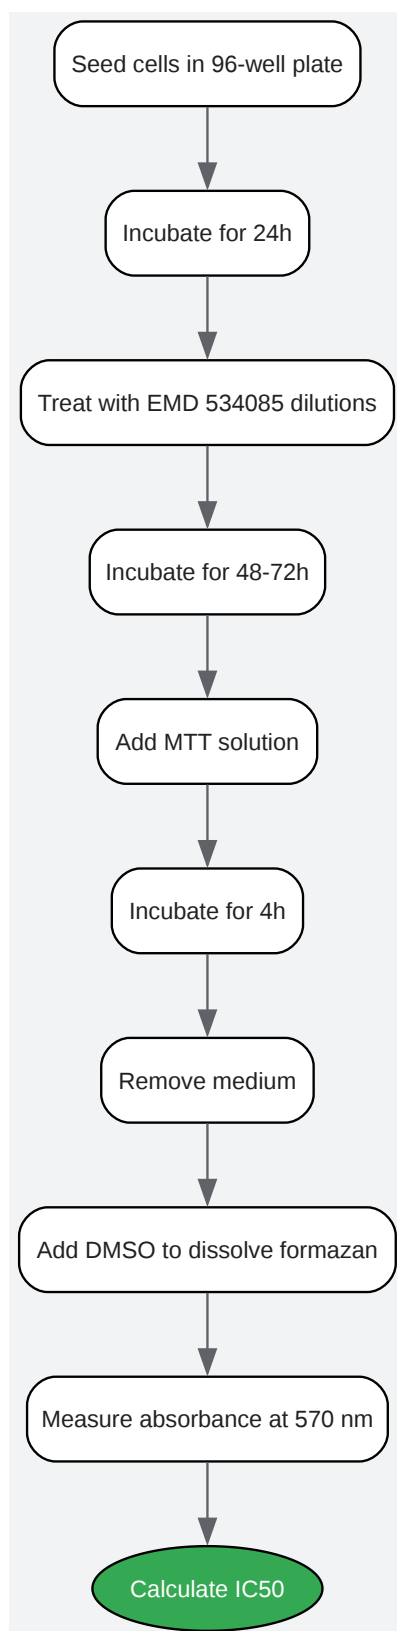 Seed cells in 96-well plate
Incubate for 24h
Treat with EMD 534085 dilutions
Incubate for 48-72h
Add MTT solution
Incubate for 4h
Remove medium
Add DMSO to dissolve formazan
Measure absorbance at 570 nm
Calculate IC50